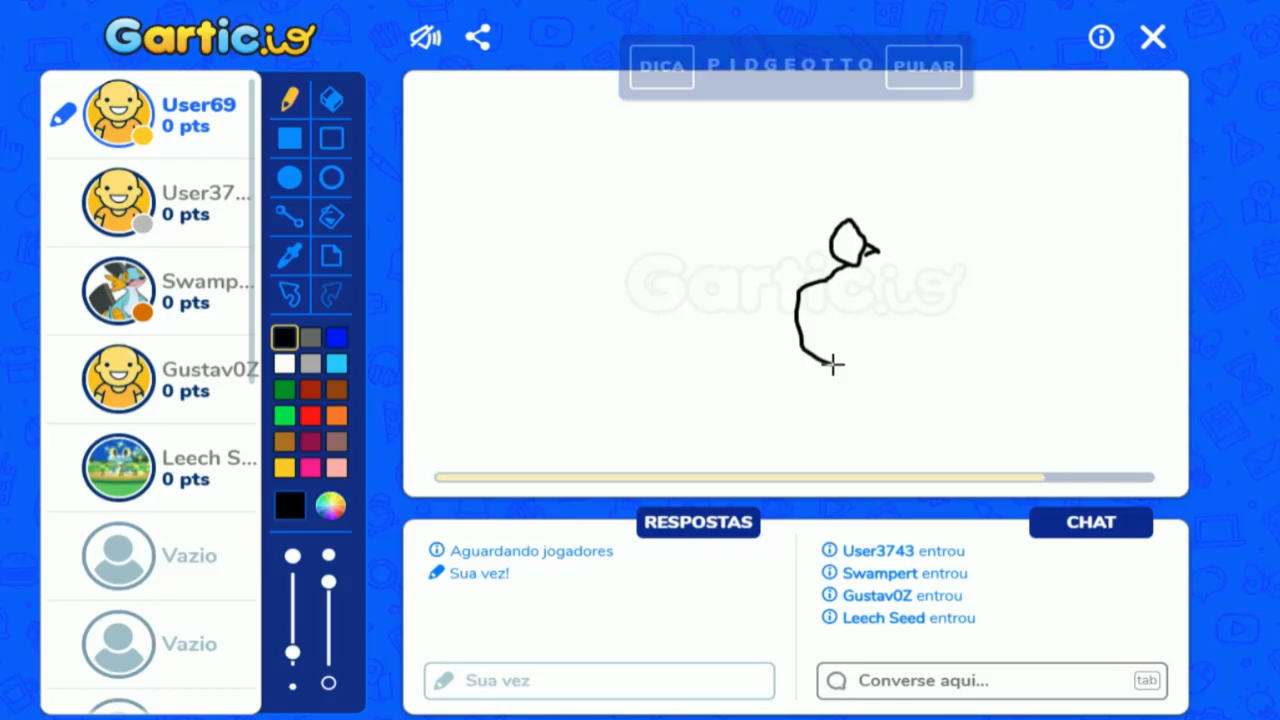 Gartic.io
DICA
PIDGEOTTO
PULAR
User69
0 pts
User37...
0 pts
Swamp...
0 pts
Gustav0Z
0 pts
Leech S...
0 pts
Vazio
Vazio
Gartic.io
RESPOSTAS
Aguardando jogadores
Sua vez!
Sua vez
CHAT
User3743 entrou
Swampert entrou
Gustav0Z entrou
Leech Seed entrou
Converse aqui...
tab